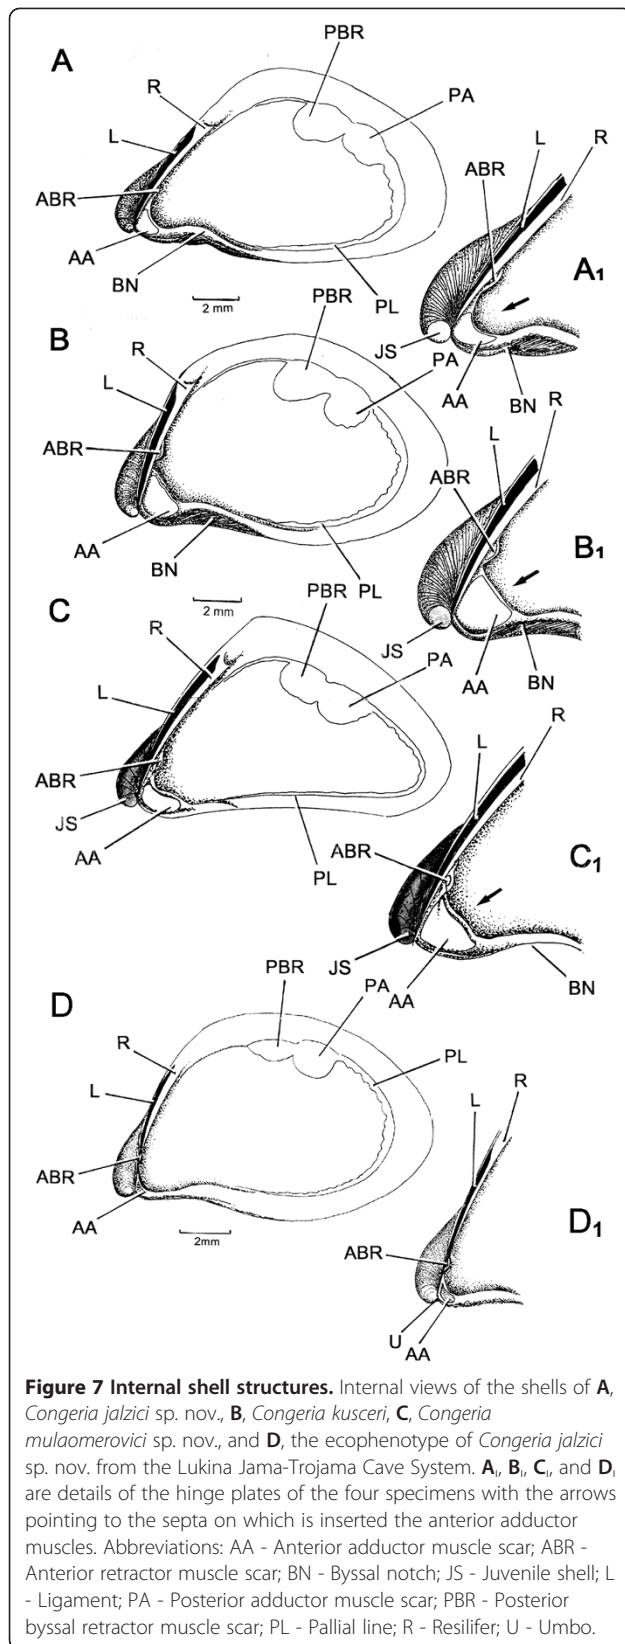 PBR
A
PA
R
L
L
R
ABR
ABR
AA
A1
BN
PL
2 mm
PBR
JS
B
PA
R
AA
BN
R
L
L
ABR
ABR
AA
B1
BN
2 mm
PL
C
PBR
JS
R
PA
AA
BN
L
R
L
ABR
JS
AA
ABR
C1
PL
JS
AA
BN
PBR
D
PA
R
PL
L
L
R
ABR
AA
D1
2mm
ABR
U
AA
Figure 7 Internal shell structures. Internal views of the shells of A,
Congeria jalzici sp. nov., B, Congeria kusceri, C, Congeria
mulaomerovici sp. nov., and D, the ecophenotype of Congeria jalzici
sp. nov. from the Lukina Jama-Trojama Cave System. A₁, B₁, C₁, and D₁
are details of the hinge plates of the four specimens with the arrows
pointing to the septa on which is inserted the anterior adductor
muscles. Abbreviations: AA - Anterior adductor muscle scar; ABR -
Anterior retractor muscle scar; BN - Byssal notch; JS - Juvenile shell; L
- Ligament; PA - Posterior adductor muscle scar; PBR - Posterior
byssal retractor muscle scar; PL - Pallial line; R - Resilifer; U - Umbo.